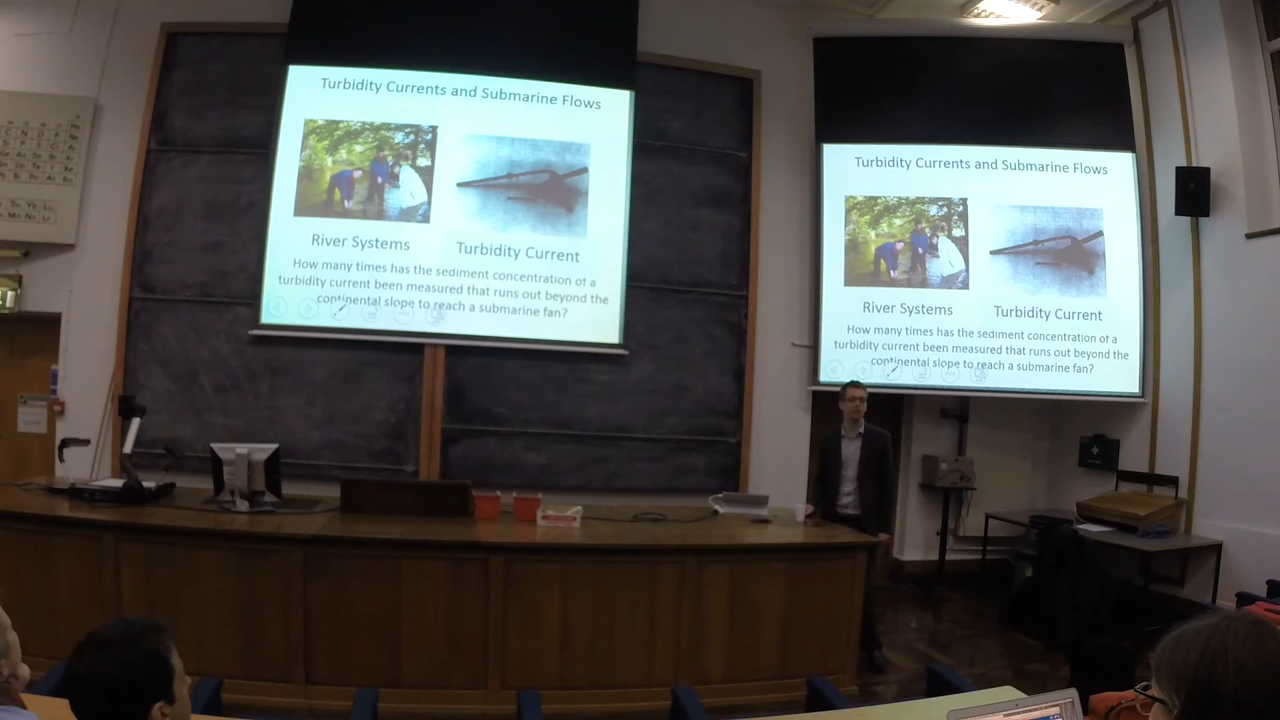 Turbidity Currents and Submarine Flows
River Systems
Turbidity Current
How many times has the sediment concentration of a
turbidity current been measured that runs out beyond the
continental slope to reach a submarine fan?
Turbidity Currents and Submarine Flows
River Systems
Turbidity Current
How many times has the sediment concentration of a
turbidity current been measured that runs out beyond the
continental slope to reach a submarine fan?